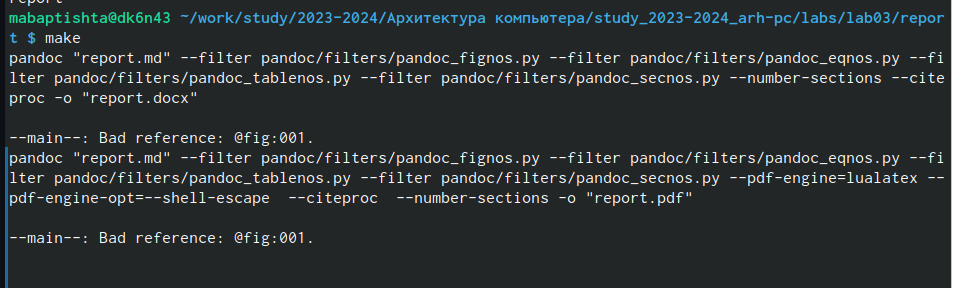 report
mabaptishta@dk6n43 ~/work/study/2023-2024/Архитектура компьютера/study_2023-2024_arh-pc/labs/lab03/repor
t $ make
pandoc "report.md" --filter pandoc/filters/pandoc_fignos.py --filter pandoc/filters/pandoc_eqnos.py --fi
lter pandoc/filters/pandoc_tablenos.py --filter pandoc/filters/pandoc_secnos.py --number-sections --cite
proc -o "report.docx"
--main--: Bad reference: @fig:001.
pandoc "report.md" --filter pandoc/filters/pandoc_fignos.py --filter pandoc/filters/pandoc_eqnos.py --fi
lter pandoc/filters/pandoc_tablenos.py --filter pandoc/filters/pandoc_secnos.py --pdf-engine=lualatex --
pdf-engine-opt=--shell-escape  --citeproc  --number-sections -o "report.pdf"
--main--: Bad reference: @fig:001.